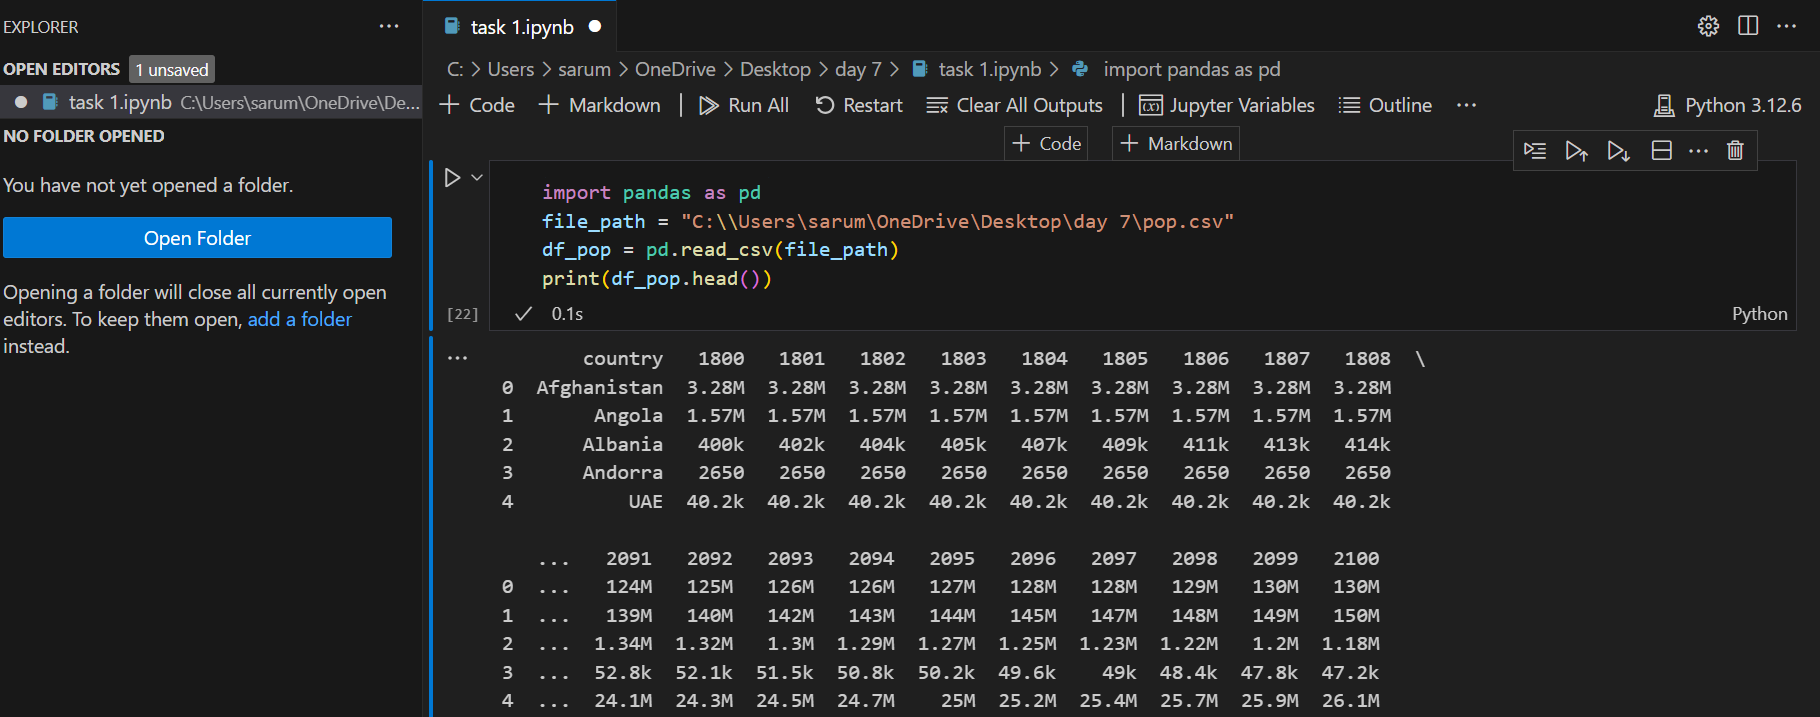 EXPLORER ...
OPEN EDITORS 1 unsaved
task 1.ipynb C:\Users\sarum\OneDrive\De...
NO FOLDER OPENED
You have not yet opened a folder.
Open Folder
Opening a folder will close all currently open
editors. To keep them open, add a folder
instead.
task 1.ipynb
C: > Users > sarum > OneDrive > Desktop > day 7 > task 1.ipynb > import pandas as pd
+ Code + Markdown | Run All Restart Clear All Outputs | Jupyter Variables Outline ... Python 3.12.6
+ Code + Markdown
import pandas as pd
file_path = "C:\\Users\sarum\OneDrive\Desktop\day 7\pop.csv"
df_pop = pd.read_csv(file_path)
print(df_pop.head())
[22] ✓ 0.1s Python
country 1800 1801 1802 1803 1804 1805 1806 1807 1808 \
0 Afghanistan 3.28M 3.28M 3.28M 3.28M 3.28M 3.28M 3.28M 3.28M 3.28M
1 Angola 1.57M 1.57M 1.57M 1.57M 1.57M 1.57M 1.57M 1.57M 1.57M
2 Albania 400k 402k 404k 405k 407k 409k 411k 413k 414k
3 Andorra 2650 2650 2650 2650 2650 2650 2650 2650 2650
4 UAE 40.2k 40.2k 40.2k 40.2k 40.2k 40.2k 40.2k 40.2k 40.2k
... 2091 2092 2093 2094 2095 2096 2097 2098 2099 2100
0 ... 124M 125M 126M 126M 127M 128M 128M 129M 130M 130M
1 ... 139M 140M 142M 143M 144M 145M 147M 148M 149M 150M
2 ... 1.34M 1.32M 1.3M 1.29M 1.27M 1.25M 1.23M 1.22M 1.2M 1.18M
3 ... 52.8k 52.1k 51.5k 50.8k 50.2k 49.6k 49k 48.4k 47.8k 47.2k
4 ... 24.1M 24.3M 24.5M 24.7M 25M 25.2M 25.4M 25.7M 25.9M 26.1M